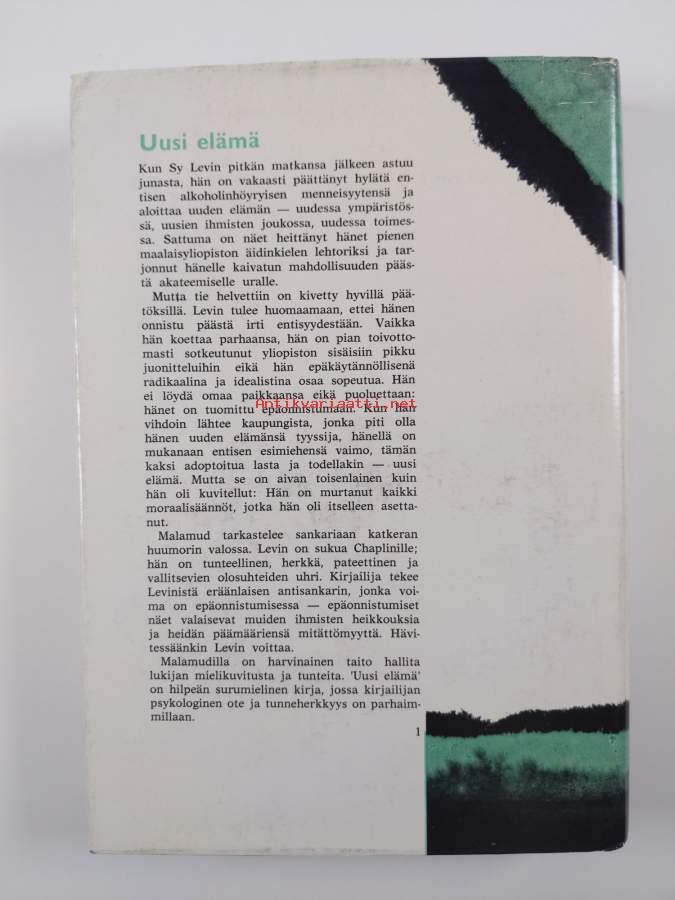 Uusi elämä
Kun Sy Levin pitkän matkansa jälkeen astuu
junasta, hän on vakaasti päättänyt hylätä en-
tisen alkoholinhöyryisen menneisyytensä ja
aloittaa uuden elämän — uudessa ympäristös-
sä, uusien ihmisten joukossa, uudessa toimes-
sa. Sattuma on näet heittänyt hänet pienen
maalaisyliopiston äidinkielen lehtoriksi ja tar-
jonnut hänelle kaivatun mahdollisuuden pääs-
tä akateemiselle uralle.
Mutta tie helvettiin on kivetty hyvillä pää-
töksillä. Levin tulee huomaamaan, ettei hänen
onnistu päästä irti entisyydestään. Vaikka
hän koettaa parhaansa, hän on pian toivotto-
masti sotkeutunut yliopiston sisäisiin pikku
juonitteluihin eikä hän epäkäytännöllisenä
radikaalina ja idealistina osaa sopeutua. Hän
ei löydä omaa paikkaansa eikä puoluettaan:
Antikvariaatti.net
hänet on tuomittu epäonnistumaan. Kun hän
vihdoin lähtee kaupungista, jonka piti olla
hänen uuden elämänsä tyyssija, hänellä on
mukanaan entisen esimiehensä vaimo, tämän
kaksi adoptoitua lasta ja todellakin — uusi
elämä. Mutta se on aivan toisenlainen kuin
hän oli kuvitellut: Hän on murtanut kaikki
moraalisäännöt, jotka hän oli itselleen asetta-
nut.
Malamud tarkastelee sankariaan katkeran
huumorin valossa. Levin on sukua Chaplinille;
hän on tunteellinen, herkkä, pateettinen ja
vallitsevien olosuhteiden uhri. Kirjailija tekee
Levinistä eräänlaisen antisankarin, jonka voi-
ma on epäonnistumisessa — epäonnistumiset
näet valaisevat muiden ihmisten heikkouksia
ja heidän päämääriensä mitättömyyttä. Hävi-
tessäänkin Levin voittaa.
Malamudilla on harvinainen taito hallita
lukijan mielikuvitusta ja tunteita. 'Uusi elämä'
on hilpeän surumielinen kirja, jossa kirjailijan
psykologinen ote ja tunneherkkyys on parhaim-
millaan.
1